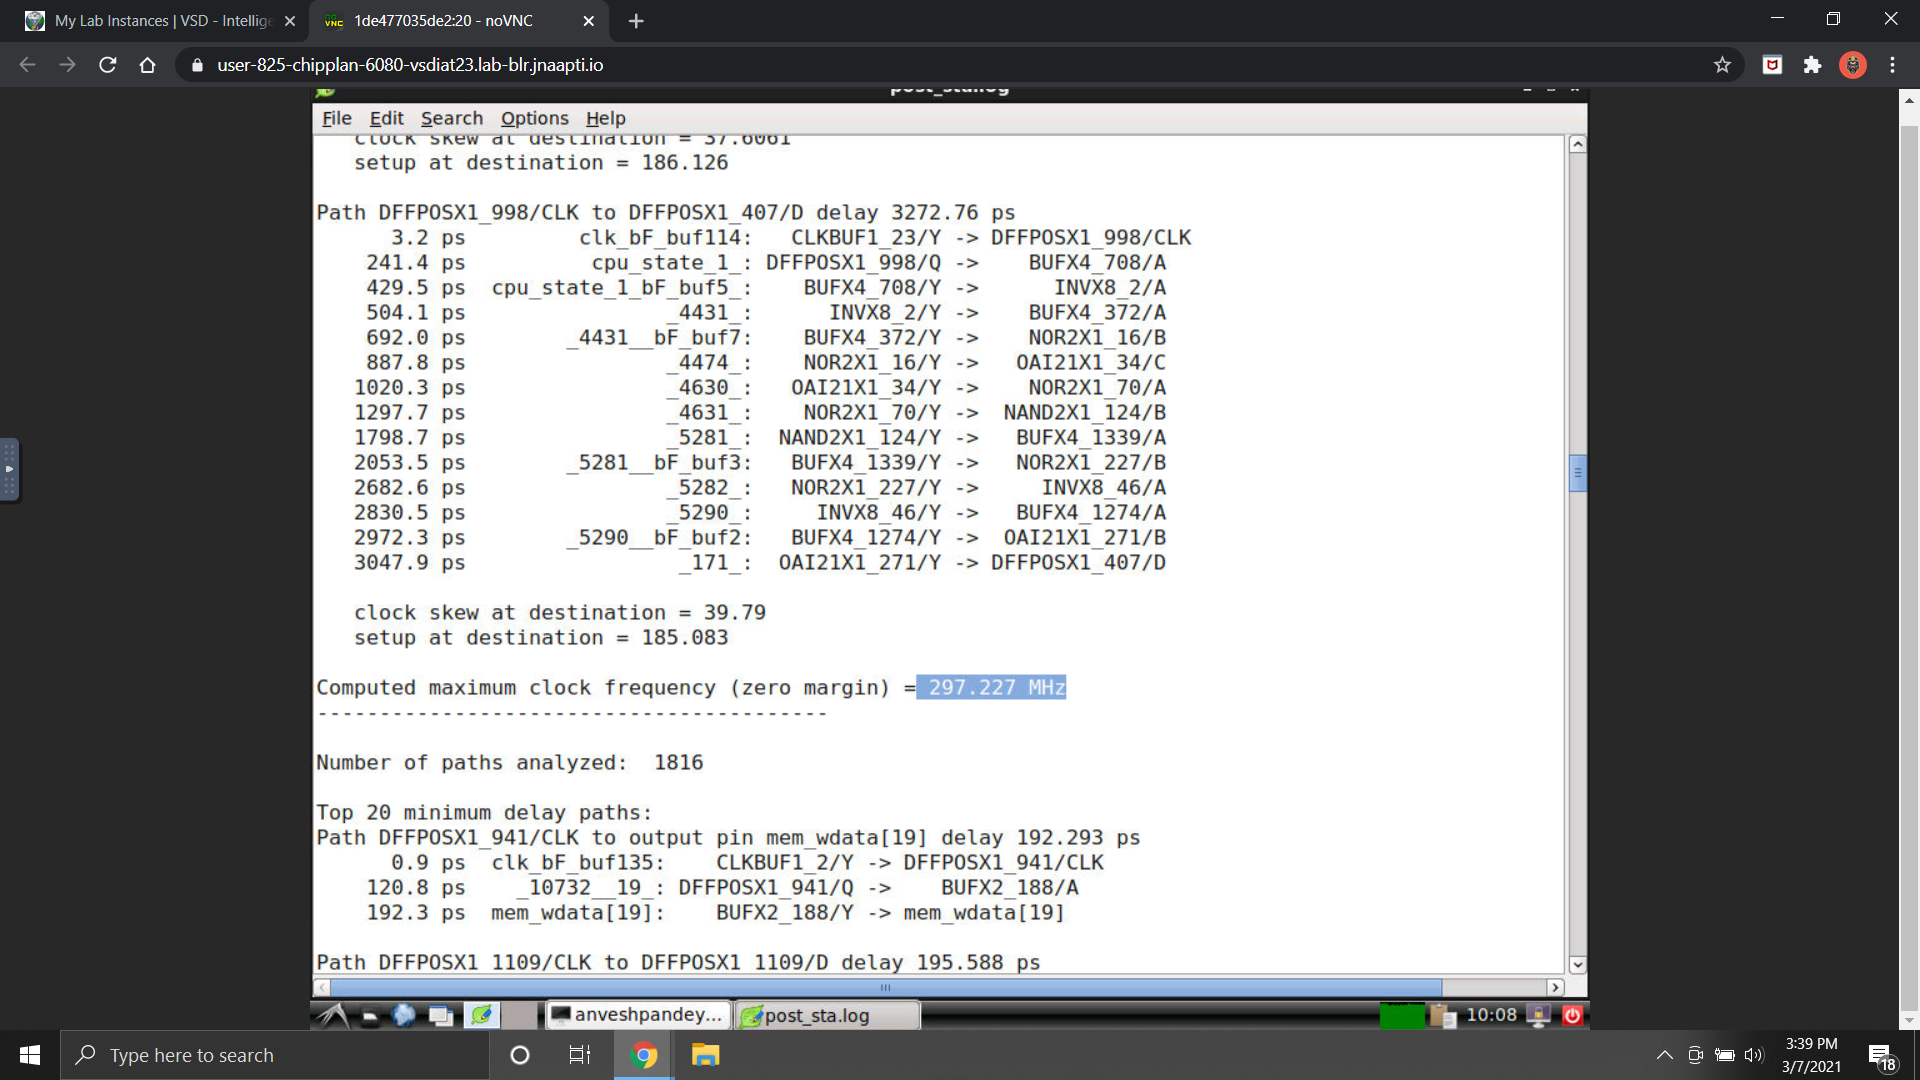 My Lab Instances | VSD - Intellige
1de477035de2:20 - noVNC
user-825-chipplan-6080-vsdiat23.lab-blr.jnaapti.io
post_sta.log
File Edit Search Options Help
clock skew at destination = 37.6061
setup at destination = 186.126
Path DFFPOSX1_998/CLK to DFFPOSX1_407/D delay 3272.76 ps
3.2 ps clk_bF_buf114: CLKBUF1_23/Y -> DFFPOSX1_998/CLK
241.4 ps cpu_state_1_: DFFPOSX1_998/Q -> BUFX4_708/A
429.5 ps cpu_state_1_bF_buf5_: BUFX4_708/Y -> INVX8_2/A
504.1 ps _4431_: INVX8_2/Y -> BUFX4_372/A
692.0 ps _4431__bF_buf7: BUFX4_372/Y -> NOR2X1_16/B
887.8 ps _4474_: NOR2X1_16/Y -> OAI21X1_34/C
1020.3 ps _4630_: OAI21X1_34/Y -> NOR2X1_70/A
1297.7 ps _4631_: NOR2X1_70/Y -> NAND2X1_124/B
1798.7 ps _5281_: NAND2X1_124/Y -> BUFX4_1339/A
2053.5 ps _5281__bF_buf3: BUFX4_1339/Y -> NOR2X1_227/B
2682.6 ps _5282_: NOR2X1_227/Y -> INVX8_46/A
2830.5 ps _5290_: INVX8_46/Y -> BUFX4_1274/A
2972.3 ps _5290__bF_buf2: BUFX4_1274/Y -> OAI21X1_271/B
3047.9 ps _171_: OAI21X1_271/Y -> DFFPOSX1_407/D
clock skew at destination = 39.79
setup at destination = 185.083
Computed maximum clock frequency (zero margin) = 297.227 MHz
-----------------------------------------
Number of paths analyzed: 1816
Top 20 minimum delay paths:
Path DFFPOSX1_941/CLK to output pin mem_wdata[19] delay 192.293 ps
0.9 ps clk_bF_buf135: CLKBUF1_2/Y -> DFFPOSX1_941/CLK
120.8 ps _10732__19_: DFFPOSX1_941/Q -> BUFX2_188/A
192.3 ps mem_wdata[19]: BUFX2_188/Y -> mem_wdata[19]
Path DFFPOSX1_1109/CLK to DFFPOSX1_1109/D delay 195.588 ps
anveshpandey...
post_sta.log
10:08
Type here to search
3:39 PM
3/7/2021
18